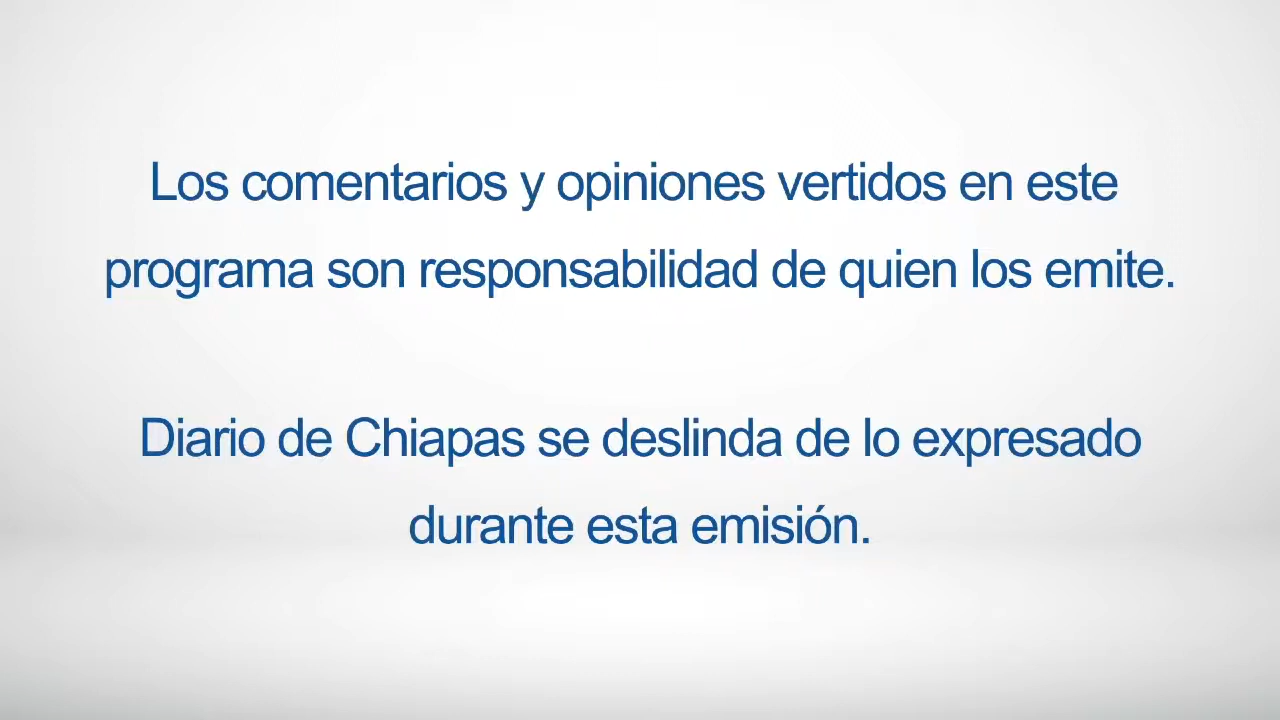 Los comentarios y opiniones vertidos en este
programa son responsabilidad de quien los emite.
Diario de Chiapas se deslinda de lo expresado
durante esta emisión.